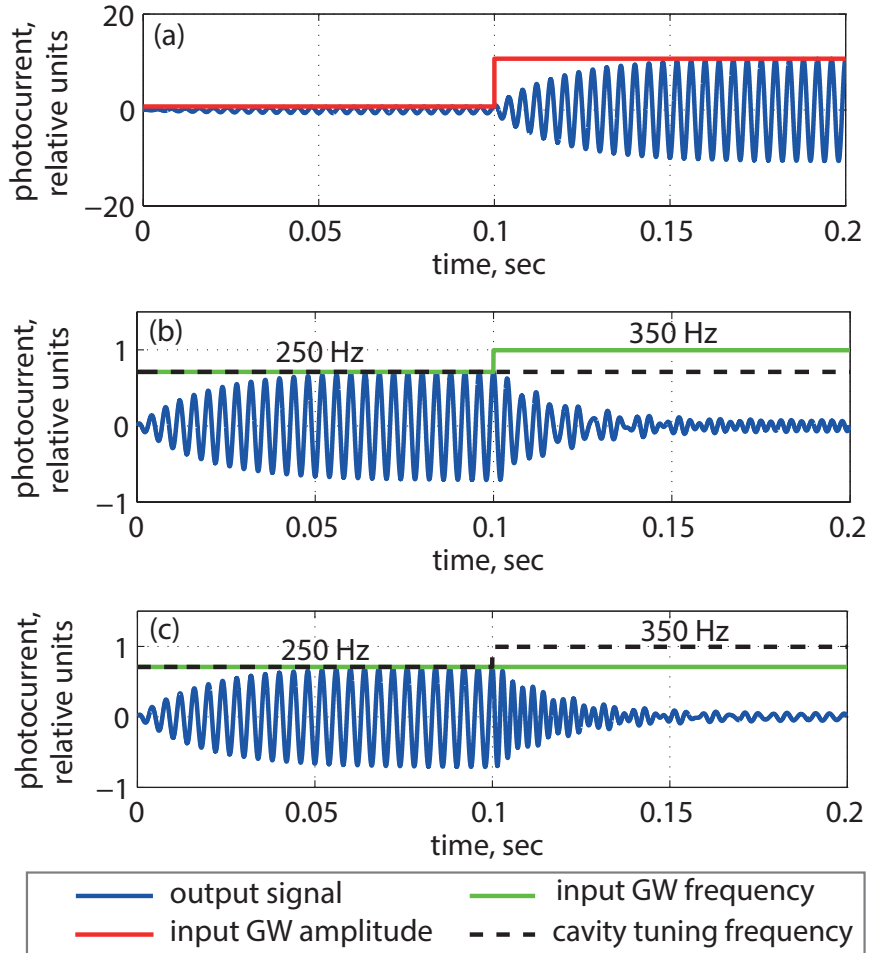 photocurrent,
relative units
20
0
−20
(a)
0
0.05
0.1
0.15
0.2
time, sec
photocurrent,
relative units
1
0
−1
(b)
250 Hz
350 Hz
0
0.05
0.1
0.15
0.2
time, sec
photocurrent,
relative units
1
0
−1
(c)
250 Hz
350 Hz
0
0.05
0.1
0.15
0.2
time, sec
output signal
input GW frequency
input GW amplitude
cavity tuning frequency